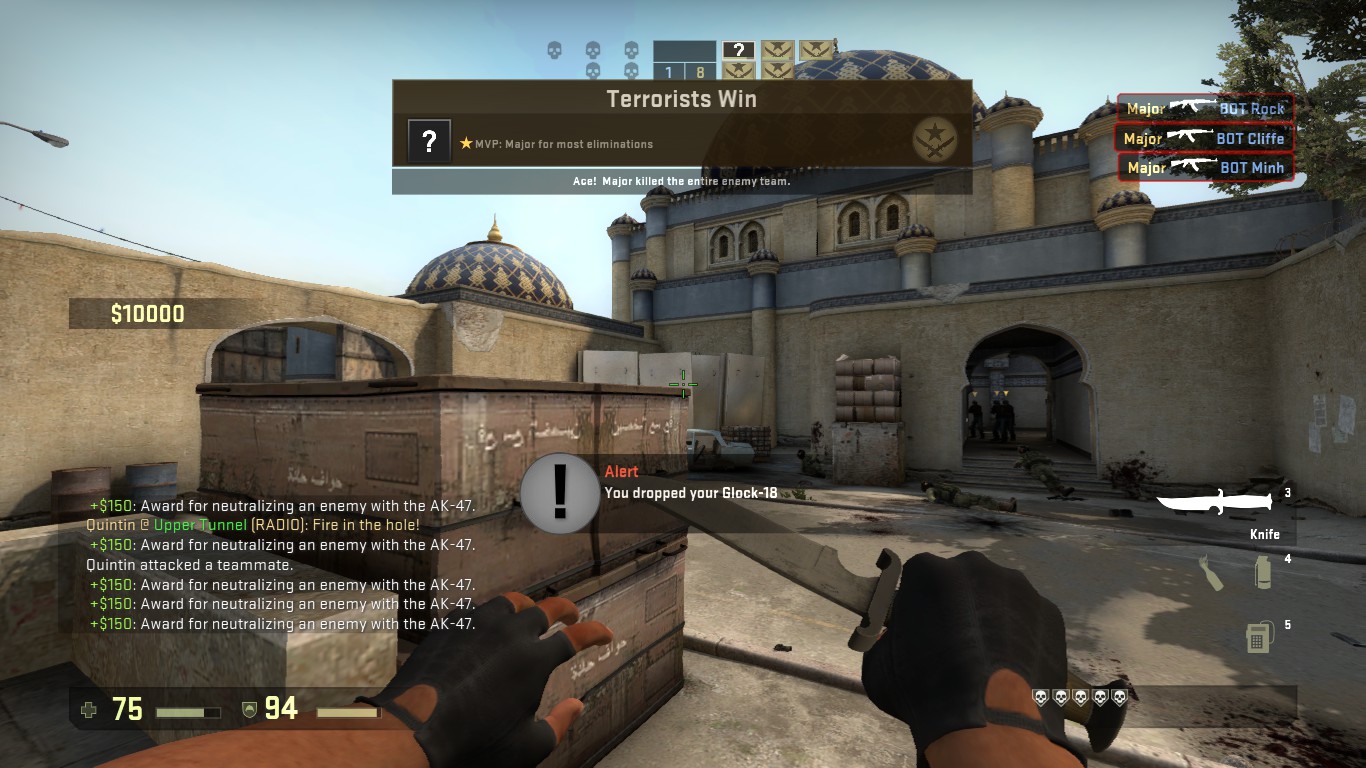 ?
1 8
Terrorists Win
?
MVP: Major for most eliminations
Ace! Major killed the entire enemy team.
Major BOT Rock
Major BOT Cliffe
Major BOT Minh
$10000
Alert
You dropped your Glock-18
+$150: Award for neutralizing an enemy with the AK-47.
Quintin @ Upper Tunnel (RADIO): Fire in the hole!
+$150: Award for neutralizing an enemy with the AK-47.
Quintin attacked a teammate.
+$150: Award for neutralizing an enemy with the AK-47.
+$150: Award for neutralizing an enemy with the AK-47.
+$150: Award for neutralizing an enemy with the AK-47.
3
Knife
4
5
75
94